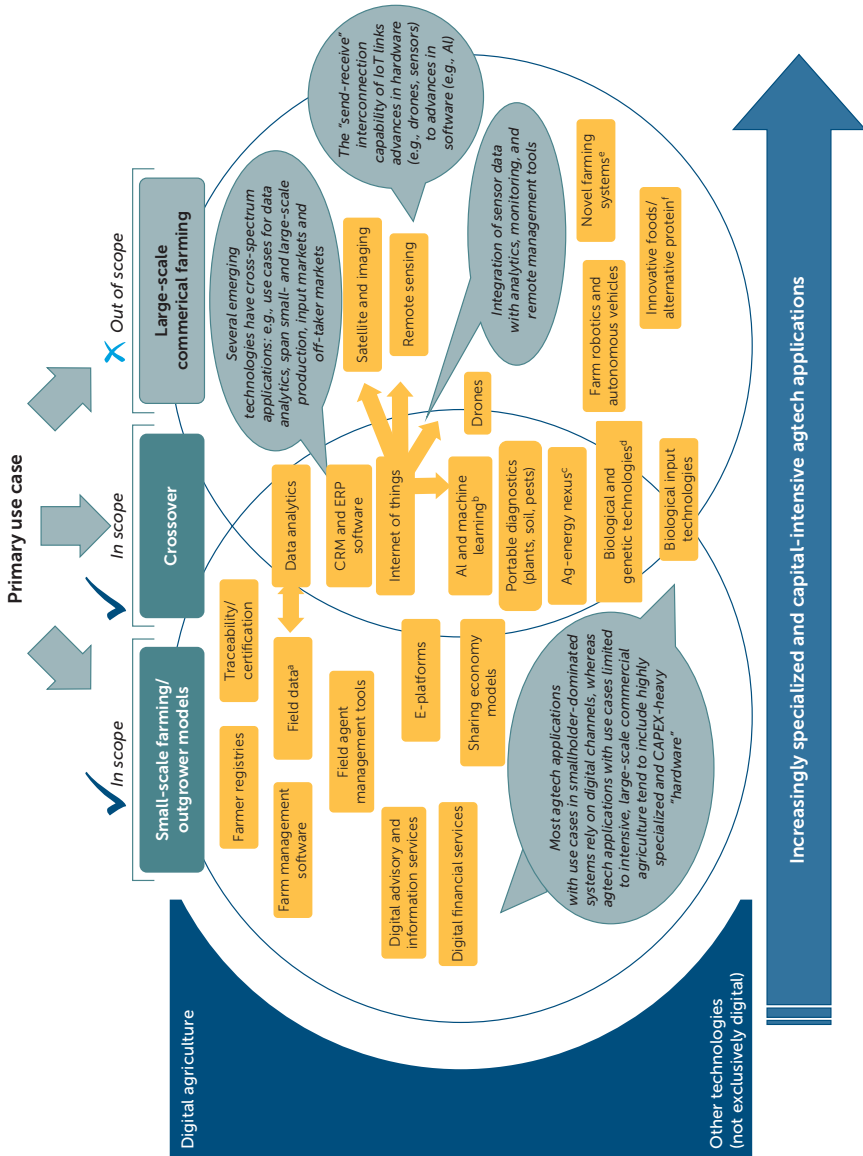 Primary use case
In scope
In scope
Out of scope
Small-scale farming/
outgrower models
Crossover
Large-scale
commerical farming
Digital agriculture
Farmer registries
Traceability/
certification
Farm management
software
Field dataᵃ
Data analytics
Several emerging
technologies have cross-spectrum
applications: e.g., use cases for data
analytics, span small- and large-scale
production, input markets and
off-taker markets
Field agent
management tools
CRM and ERP
software
Satellite and imaging
The “send-receive”
interconnection
capability of IoT links
advances in hardware
(e.g., drones, sensors)
to advances in
software (e.g., AI)
Digital advisory and
information services
E-platforms
Internet of things
Remote sensing
Digital financial services
Sharing economy
models
AI and machine
learningᵇ
Drones
Integration of sensor data
with analytics, monitoring, and
remote management tools
Portable diagnostics
(plants, soil, pests)
Ag-energy nexusᶜ
Most agtech applications
with use cases in smallholder-dominated
systems rely on digital channels, whereas
agtech applications with use cases limited
to intensive, large-scale commercial
agriculture tend to include highly
specialized and CAPEX-heavy
“hardware”
Biological and
genetic technologiesᵈ
Farm robotics and
autonomous vehicles
Novel farming
systemsᵉ
Biological input
technologies
Innovative foods/
alternative proteinᶠ
Other technologies
(not exclusively digital)
Increasingly specialized and capital-intensive agtech applications